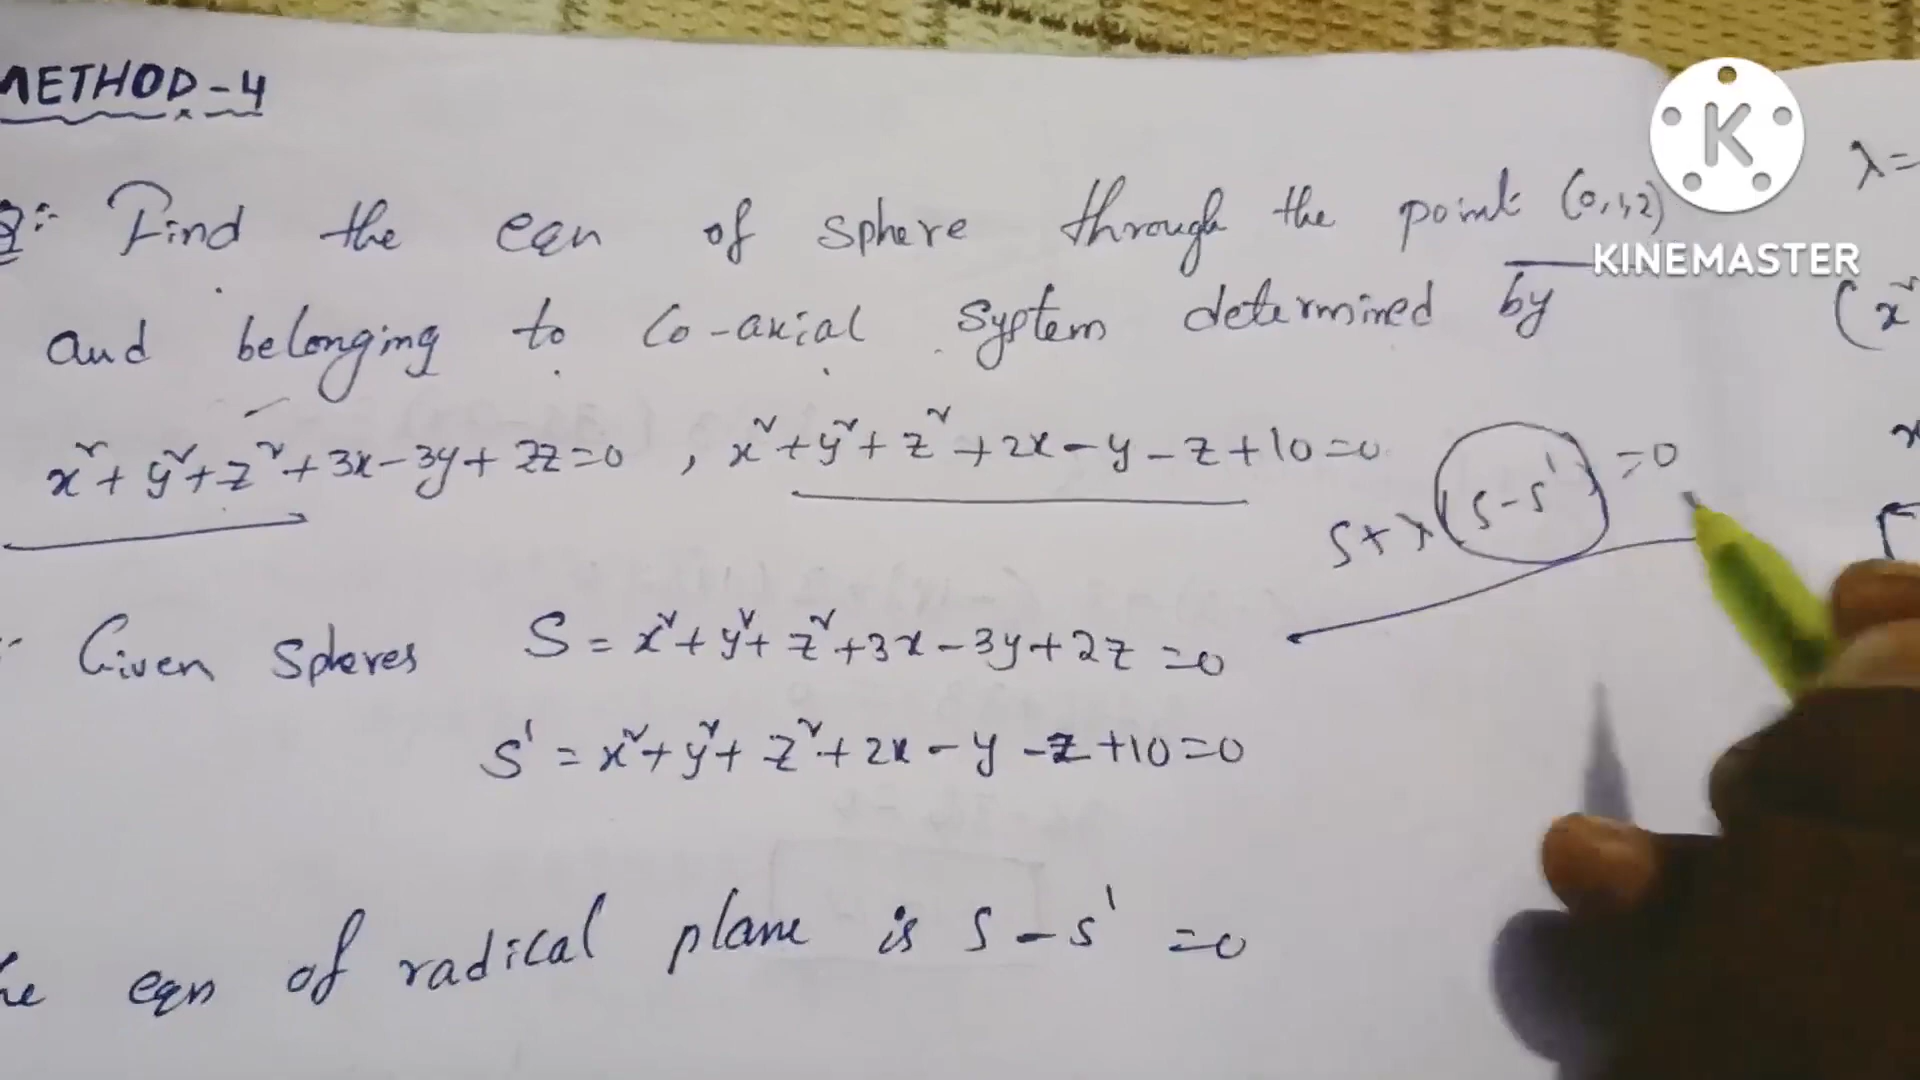 METHOD-4
Q:- Find the eqn of sphere through the point (0,1,2)
and belonging to Co-axial system determined by
x²+y²+z²+3x-3y+2z=0 , x²+y²+z²+2x-y-z+10=0
S+λ(S-S')=0
Given Spheres S = x²+y²+z²+3x-3y+2z=0
S' = x²+y²+z²+2x-y-z+10=0
eqn of radical plane is S-S'=0
λ=
(x²
K
KINEMASTER